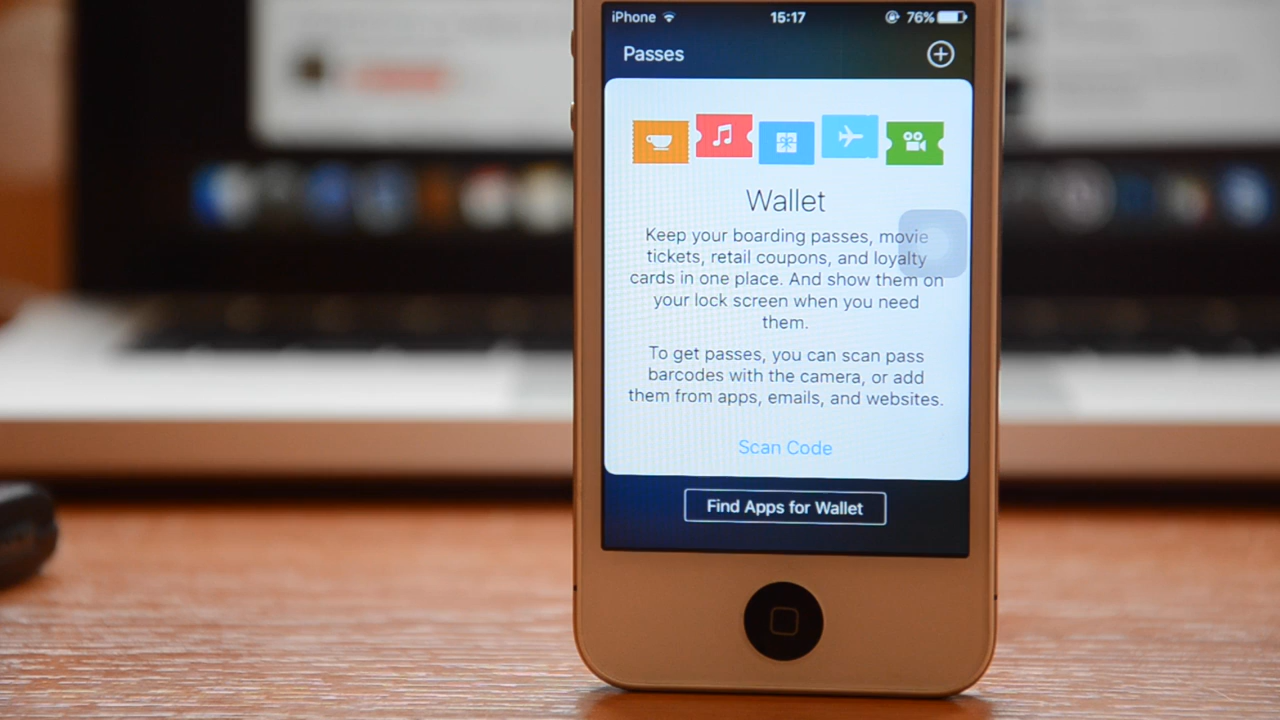 iPhone 15:17 76%
Passes
Wallet
Keep your boarding passes, movie
tickets, retail coupons, and loyalty
cards in one place. And show them on
your lock screen when you need
them.
To get passes, you can scan pass
barcodes with the camera, or add
them from apps, emails, and websites.
Scan Code
Find Apps for Wallet